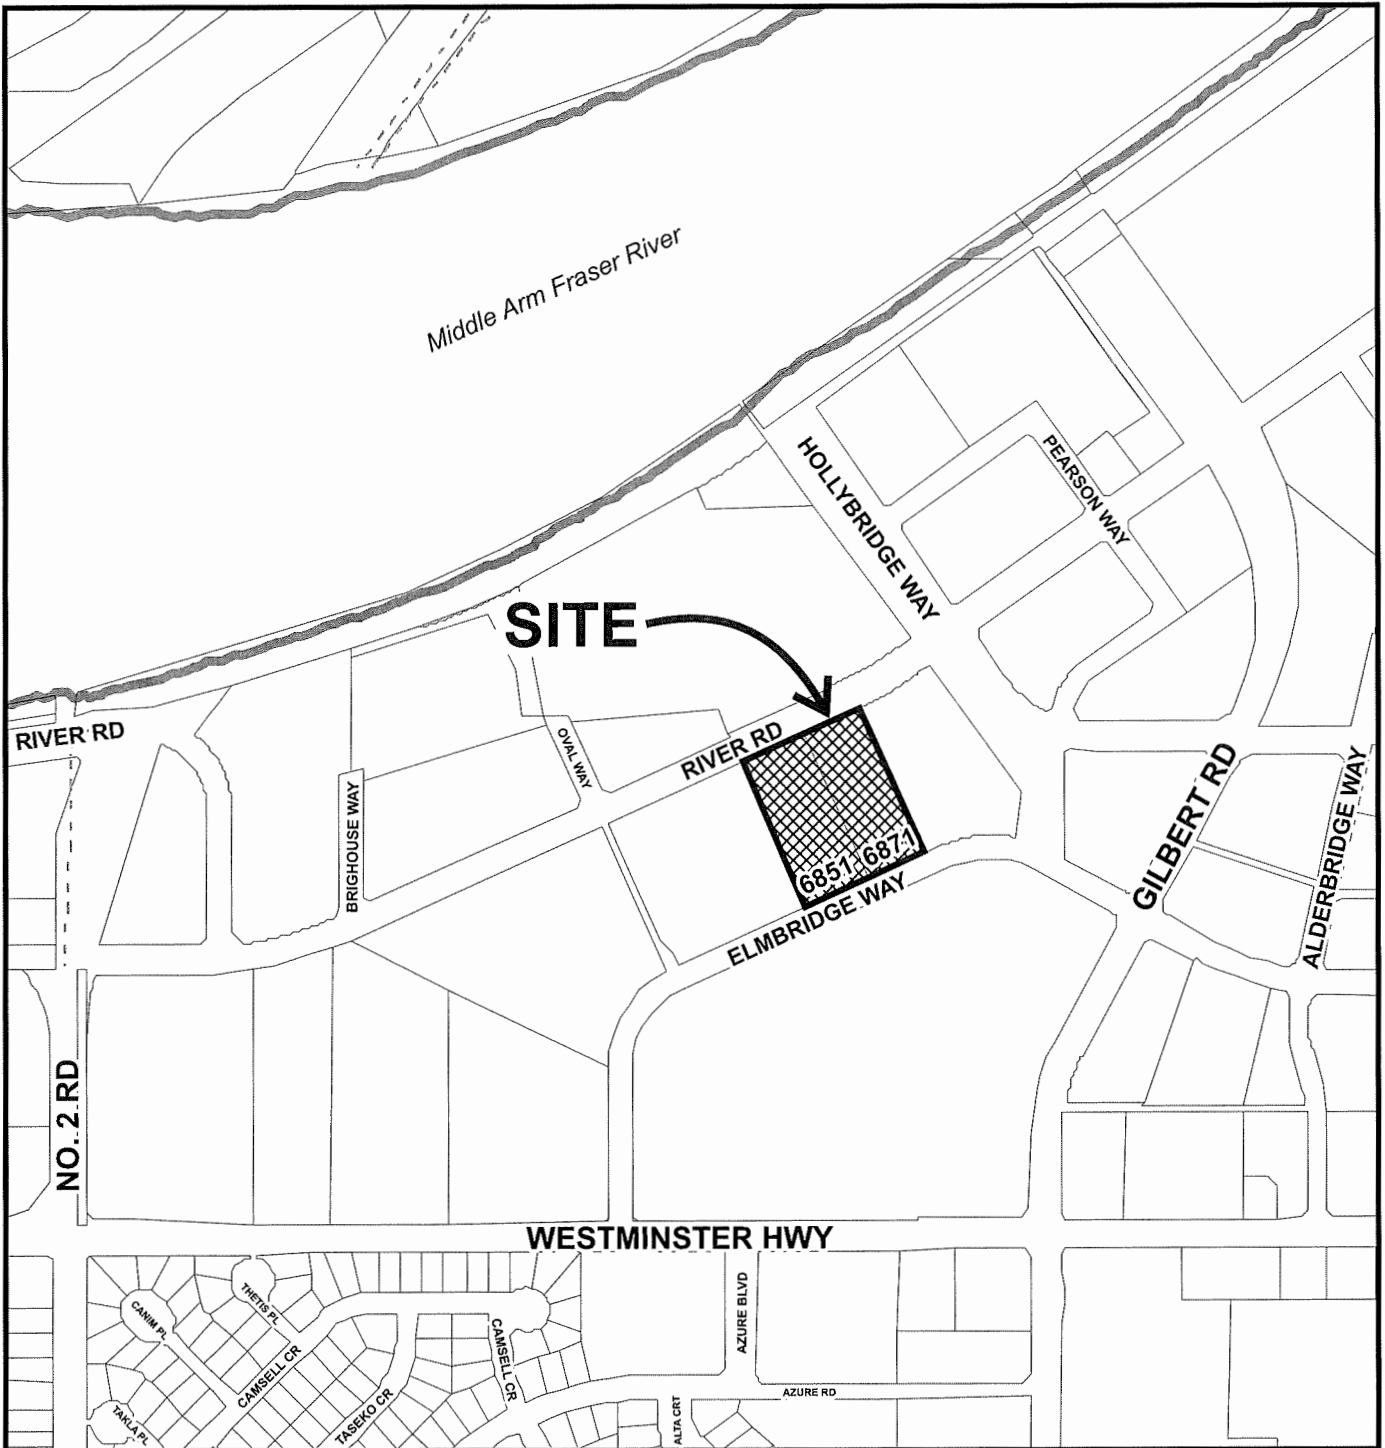 Middle Arm Fraser River
HOLLYBRIDGE WAY
PEARSON WAY
SITE
RIVER RD
OVAL WAY
RIVER RD
BRIGHOUSE WAY
6851
6871
ELMBRIDGE WAY
GILBERT RD
ALDERBRIDGE WAY
NO. 2 RD
WESTMINSTER HWY
CANIM PL
THETIS PL
CAMSELL CR
CAMSELL CR
TASEKO CR
TAKLA PL
AZURE BLVD
AZURE RD
ALTA CRT